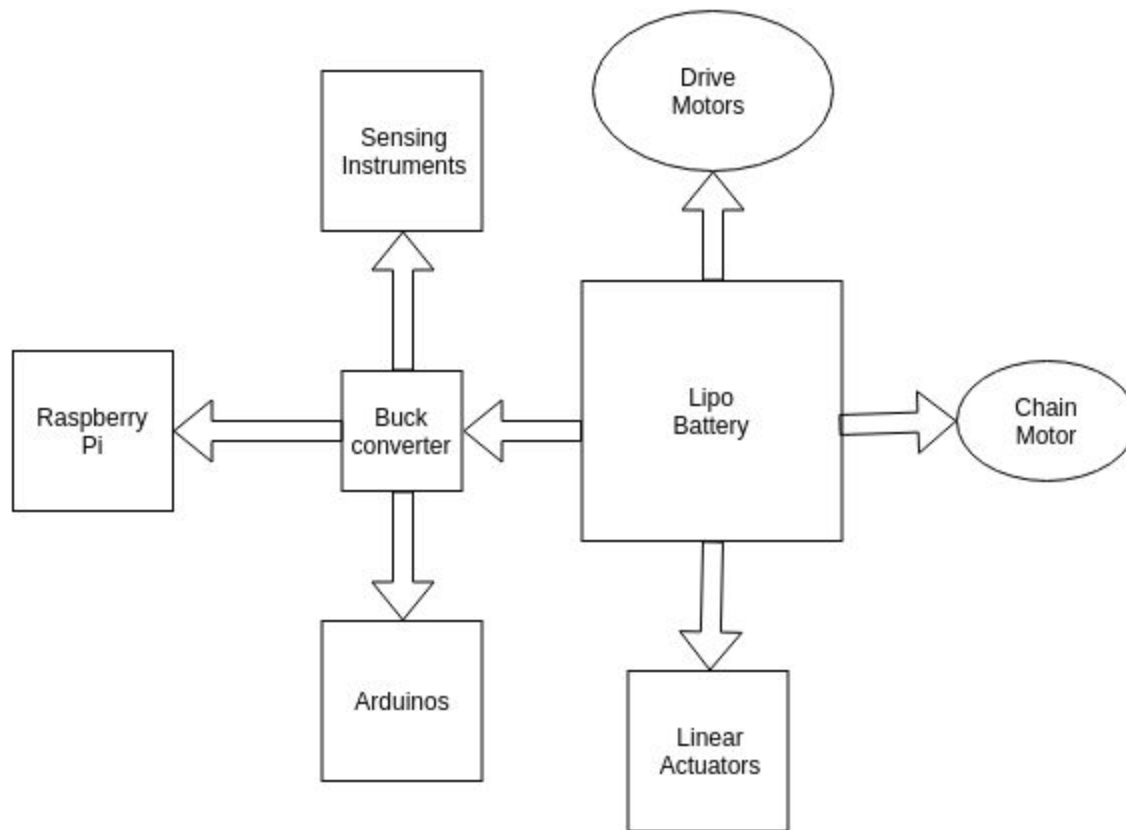 Drive
Motors
Sensing
Instruments
Raspberry
Pi
Buck
converter
Lipo
Battery
Chain
Motor
Arduinos
Linear
Actuators